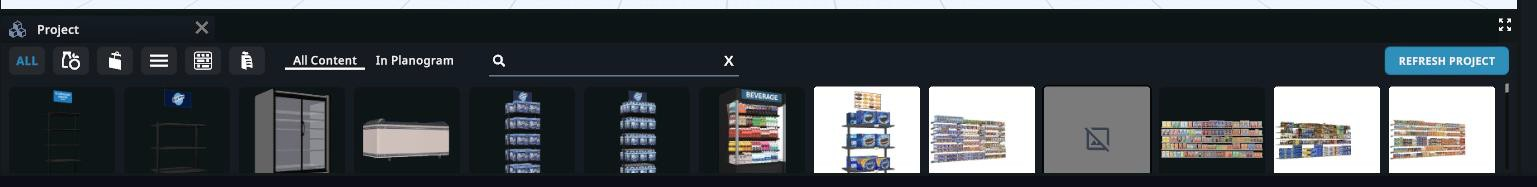 Project
ALL
All Content
In Planogram
X
REFRESH PROJECT
BEVERAGE